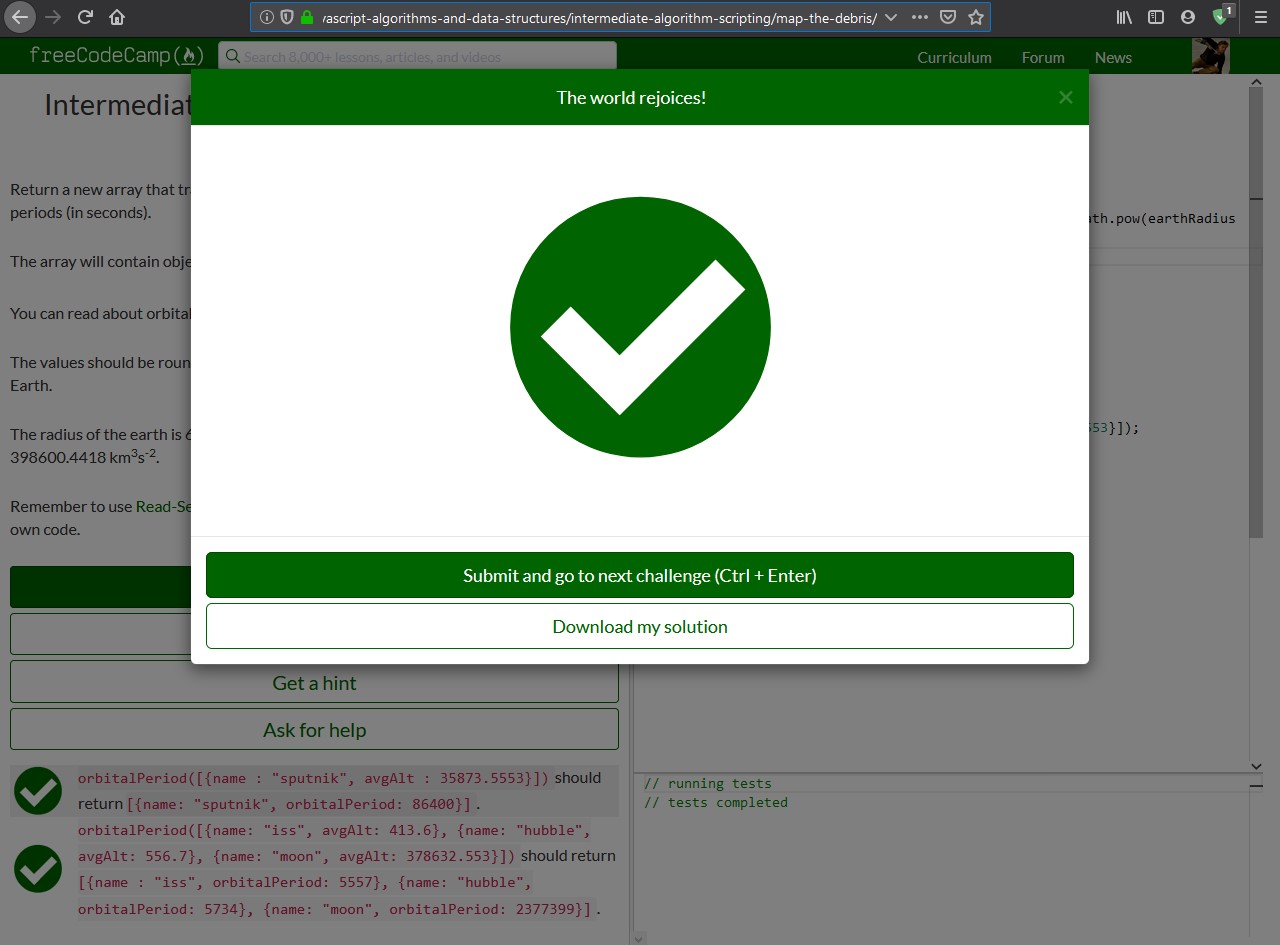 vascript-algorithms-and-data-structures/intermediate-algorithm-scripting/map-the-debris/
1
freeCodeCamp
Search 8,000+ lessons, articles, and videos
Curriculum
Forum
News
Intermediat
The world rejoices!
×
Return a new array that tr
periods (in seconds).
ath.pow(earthRadius
The array will contain obje
You can read about orbital
The values should be roun
Earth.
The radius of the earth is 6
553}]);
398600.4418 km³s⁻².
Remember to use Read-Se
own code.
Submit and go to next challenge (Ctrl + Enter)
Download my solution
Get a hint
Ask for help
orbitalPeriod([{name : "sputnik", avgAlt : 35873.5553}]) should
return [{name: "sputnik", orbitalPeriod: 86400}].
orbitalPeriod([{name: "iss", avgAlt: 413.6}, {name: "hubble",
avgAlt: 556.7}, {name: "moon", avgAlt: 378632.553}]) should return
[{name : "iss", orbitalPeriod: 5557}, {name: "hubble",
orbitalPeriod: 5734}, {name: "moon", orbitalPeriod: 2377399}].
// running tests
// tests completed